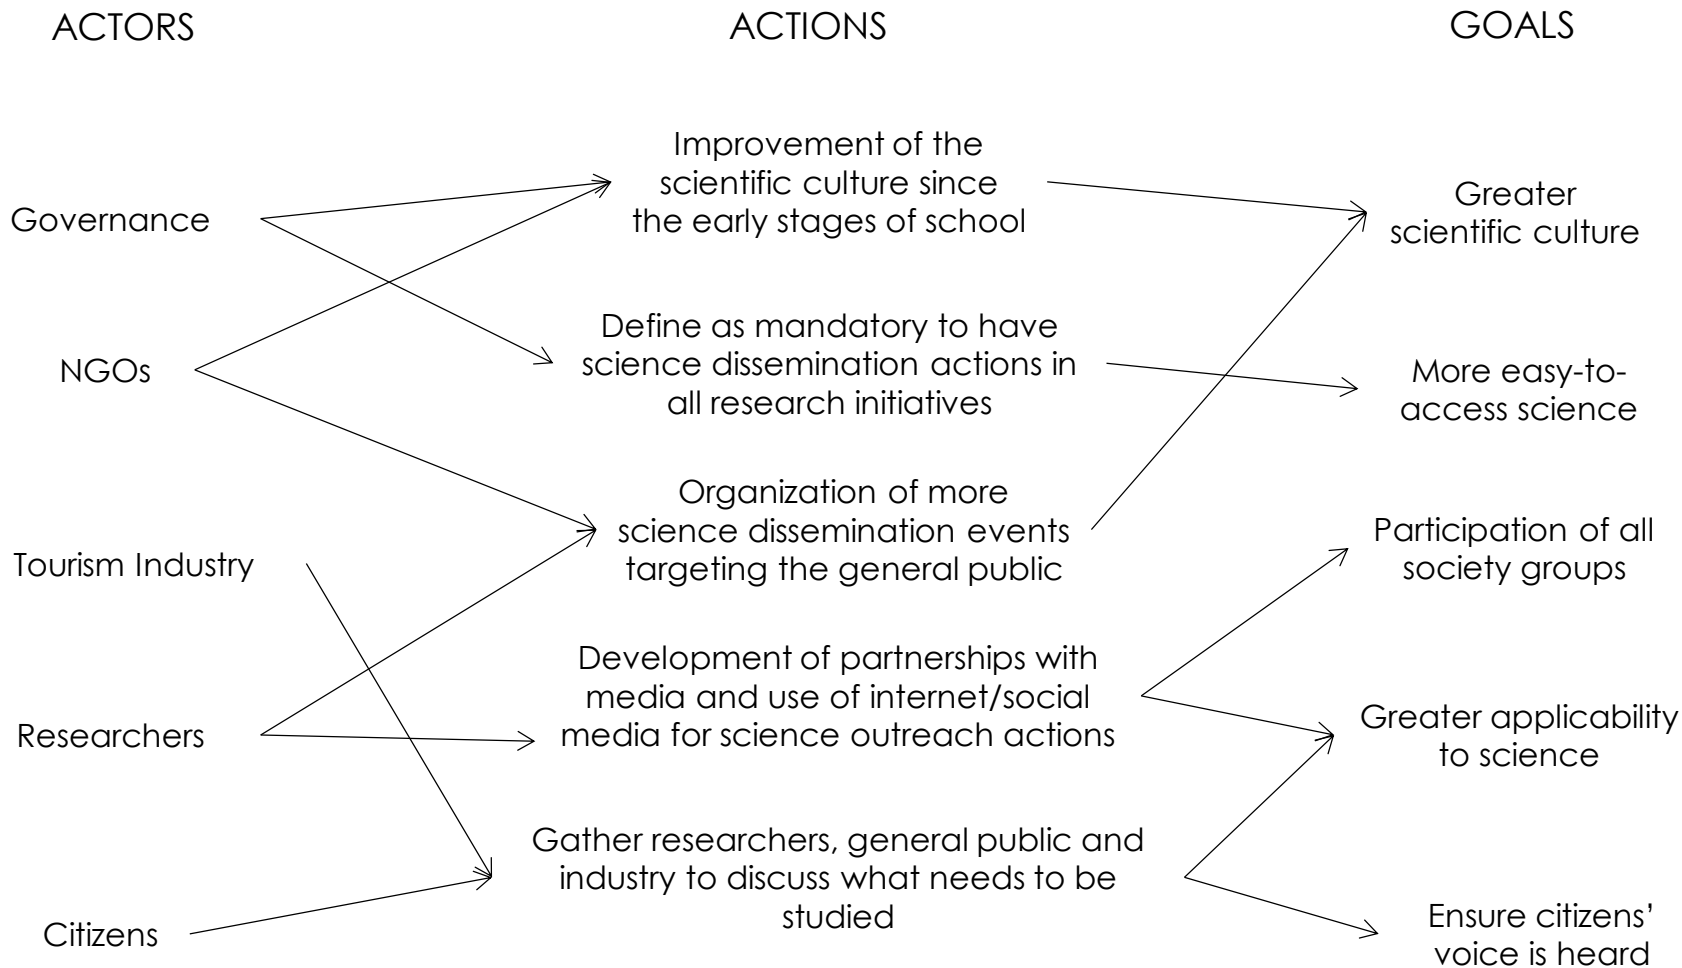 ACTORS
ACTIONS
GOALS
Governance
NGOs
Tourism Industry
Researchers
Citizens
Improvement of the
scientific culture since
the early stages of school
Define as mandatory to have
science dissemination actions in
all research initiatives
Organization of more
science dissemination events
targeting the general public
Development of partnerships with
media and use of internet/social
media for science outreach actions
Gather researchers, general public and
industry to discuss what needs to be
studied
Greater
scientific culture
More easy-to-
access science
Participation of all
society groups
Greater applicability
to science
Ensure citizens’
voice is heard